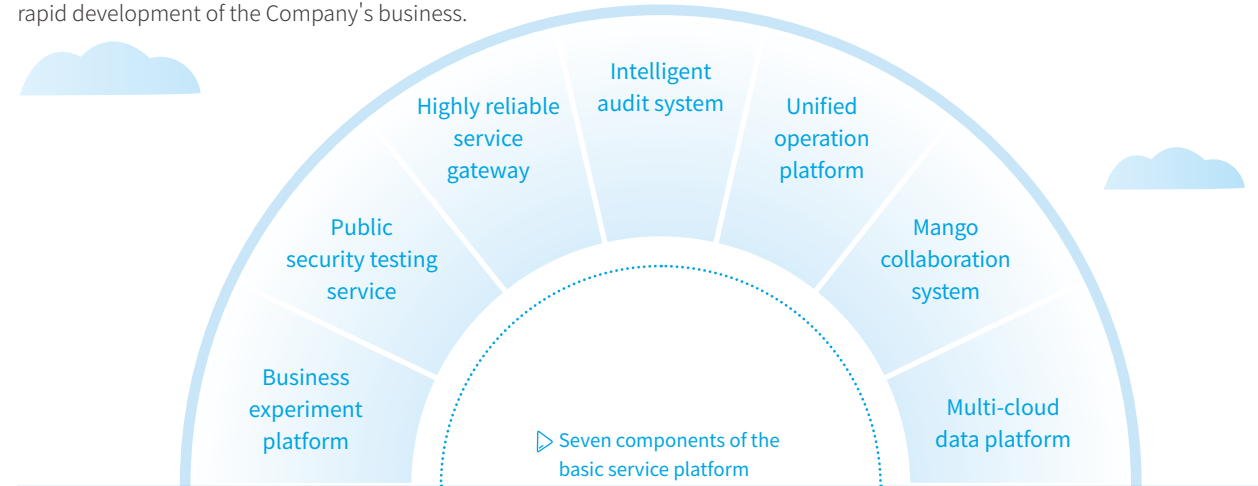 rapid development of the Company's business.
Intelligent
audit system
Highly reliable
service
gateway
Unified
operation
platform
Public
security testing
service
Mango
collaboration
system
Business
experiment
platform
Multi-cloud
data platform
Seven components of the
basic service platform